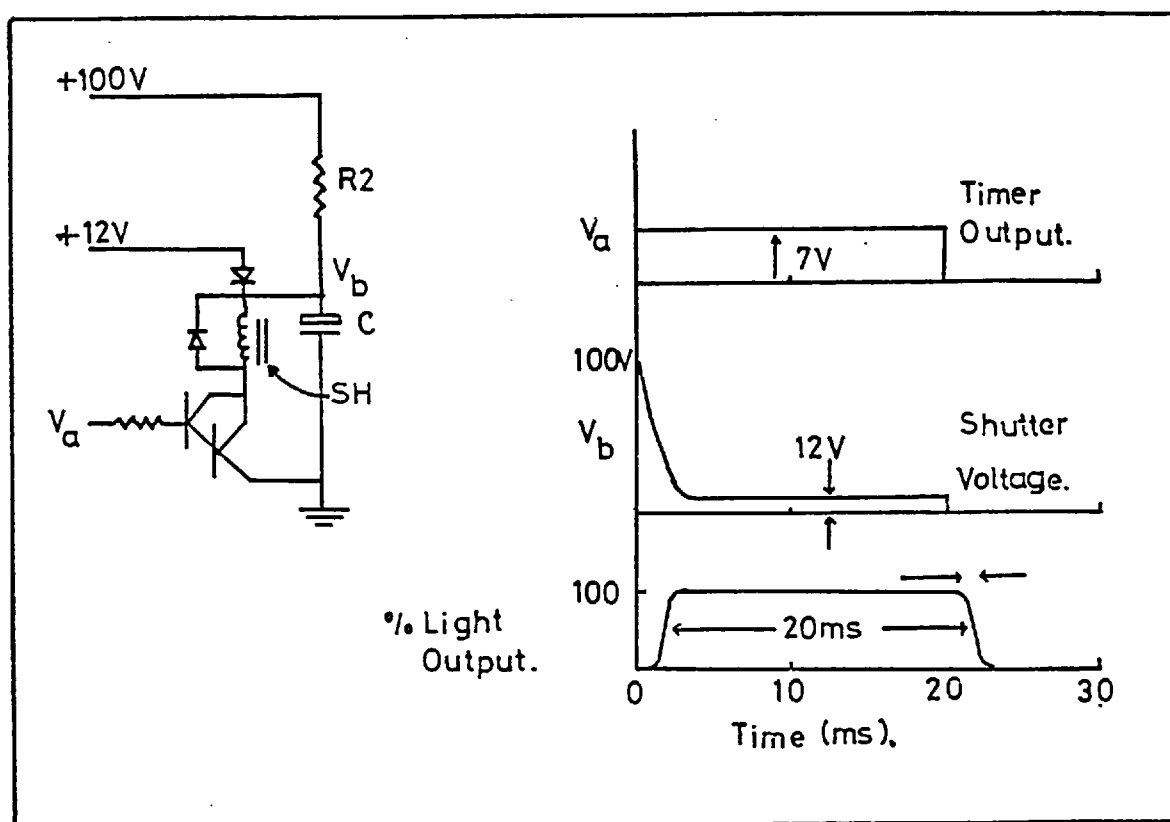 +100V
R2
+12V
Vb
C
SH
Va
Va
7V
Timer
Output.
100V
Vb
12V
Shutter
Voltage.
100
% Light
Output.
20ms
0
10
20
30
Time (ms).